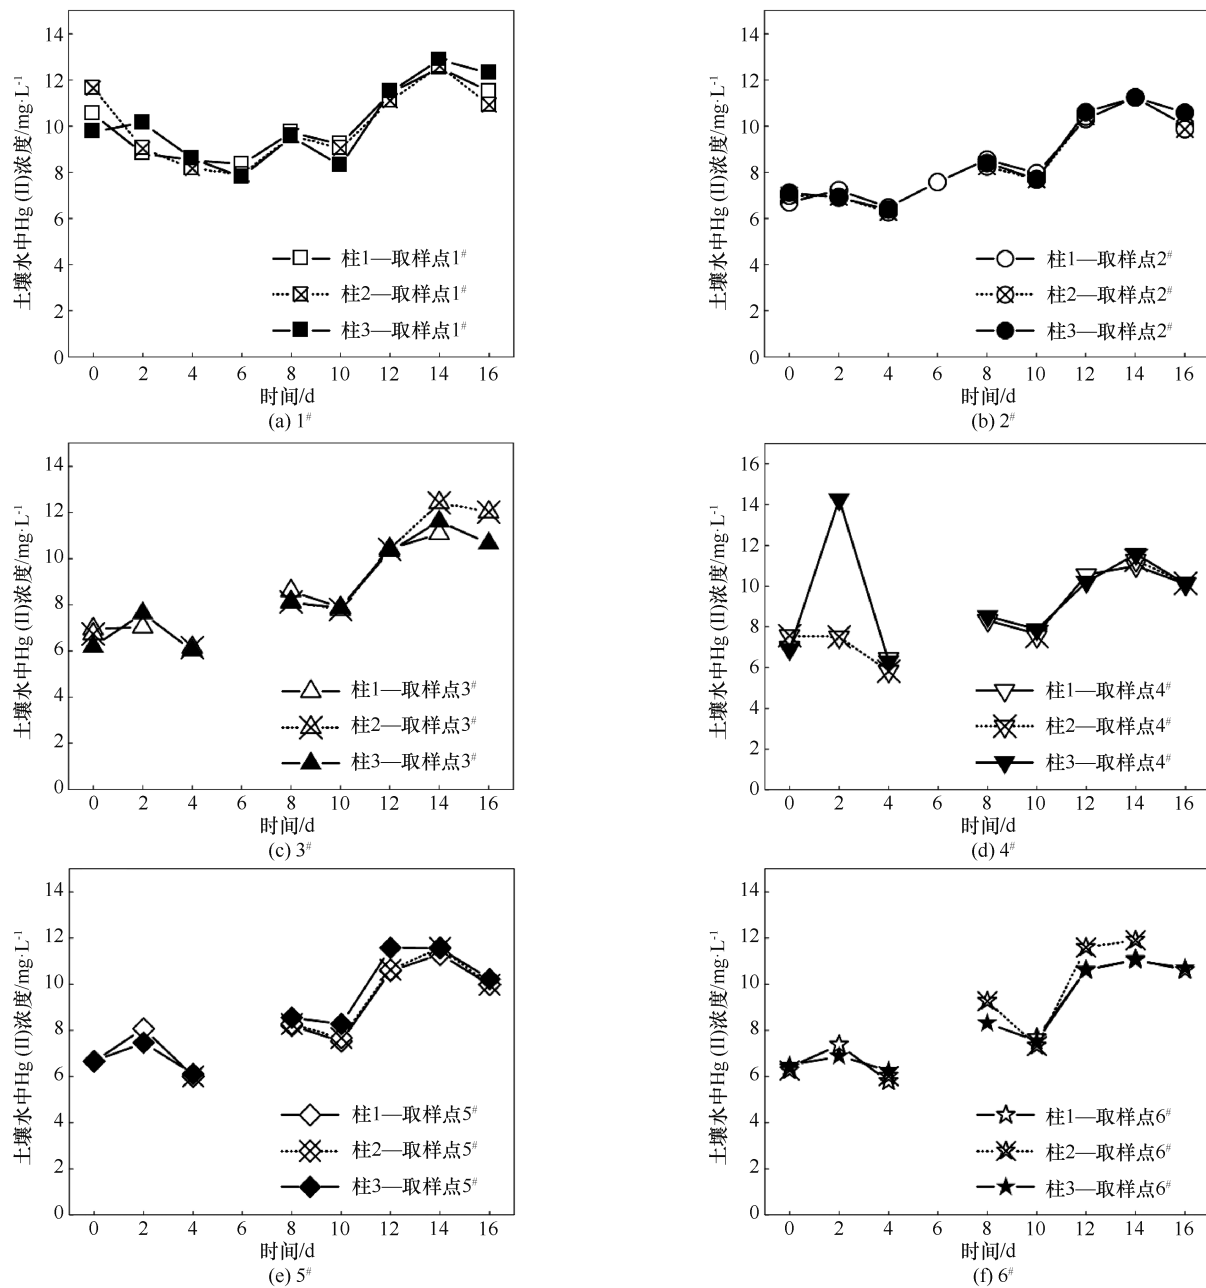 土壤水中Hg (II)浓度/mg·L⁻¹
14
12
10
8
6
4
2
0
柱1—取样点1#
柱2—取样点1#
柱3—取样点1#
0 2 4 6 8 10 12 14 16
时间/d
(a) 1#
土壤水中Hg (II)浓度/mg·L⁻¹
14
12
10
8
6
4
2
0
柱1—取样点2#
柱2—取样点2#
柱3—取样点2#
0 2 4 6 8 10 12 14 16
时间/d
(b) 2#
土壤水中Hg (II)浓度/mg·L⁻¹
14
12
10
8
6
4
2
0
柱1—取样点3#
柱2—取样点3#
柱3—取样点3#
0 2 4 6 8 10 12 14 16
时间/d
(c) 3#
土壤水中Hg (II)浓度/mg·L⁻¹
16
14
12
10
8
6
4
2
0
柱1—取样点4#
柱2—取样点4#
柱3—取样点4#
0 2 4 6 8 10 12 14 16
时间/d
(d) 4#
土壤水中Hg (II)浓度/mg·L⁻¹
14
12
10
8
6
4
2
0
柱1—取样点5#
柱2—取样点5#
柱3—取样点5#
0 2 4 6 8 10 12 14 16
时间/d
(e) 5#
土壤水中Hg (II)浓度/mg·L⁻¹
14
12
10
8
6
4
2
0
柱1—取样点6#
柱2—取样点6#
柱3—取样点6#
0 2 4 6 8 10 12 14 16
时间/d
(f) 6#